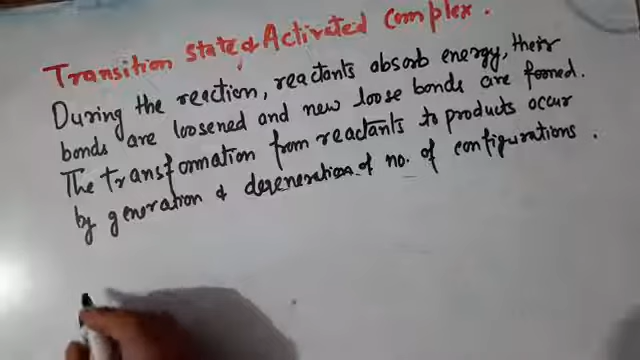 Transition state & Activated Complex.
During the reaction, reactants absorb energy, their
bonds are loosened and new loose bonds are formed.
The transformation from reactants to products occur
by generation & dereneration of no. of configurations.